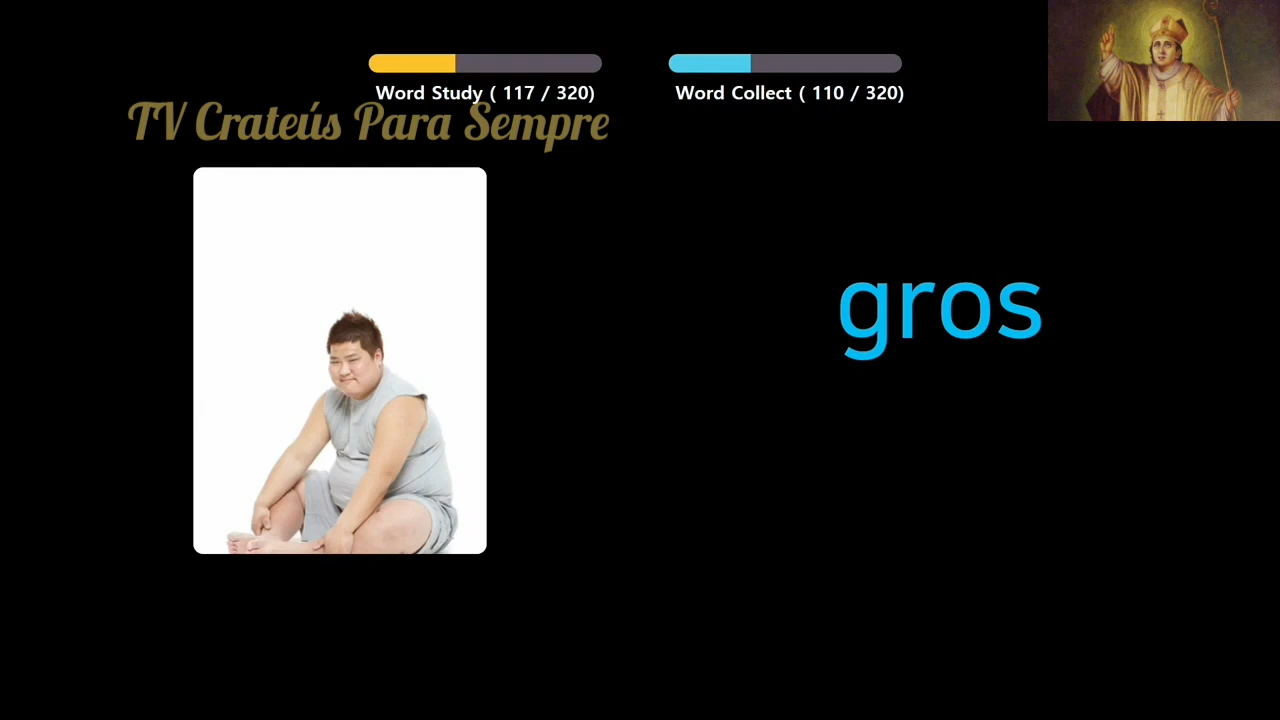 Word Study ( 117 / 320)
Word Collect ( 110 / 320)
TV Crateús Para Sempre
gros